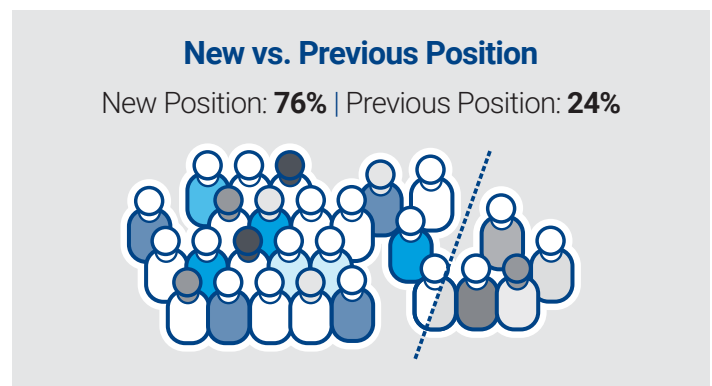 New vs. Previous Position
New Position: 76% | Previous Position: 24%